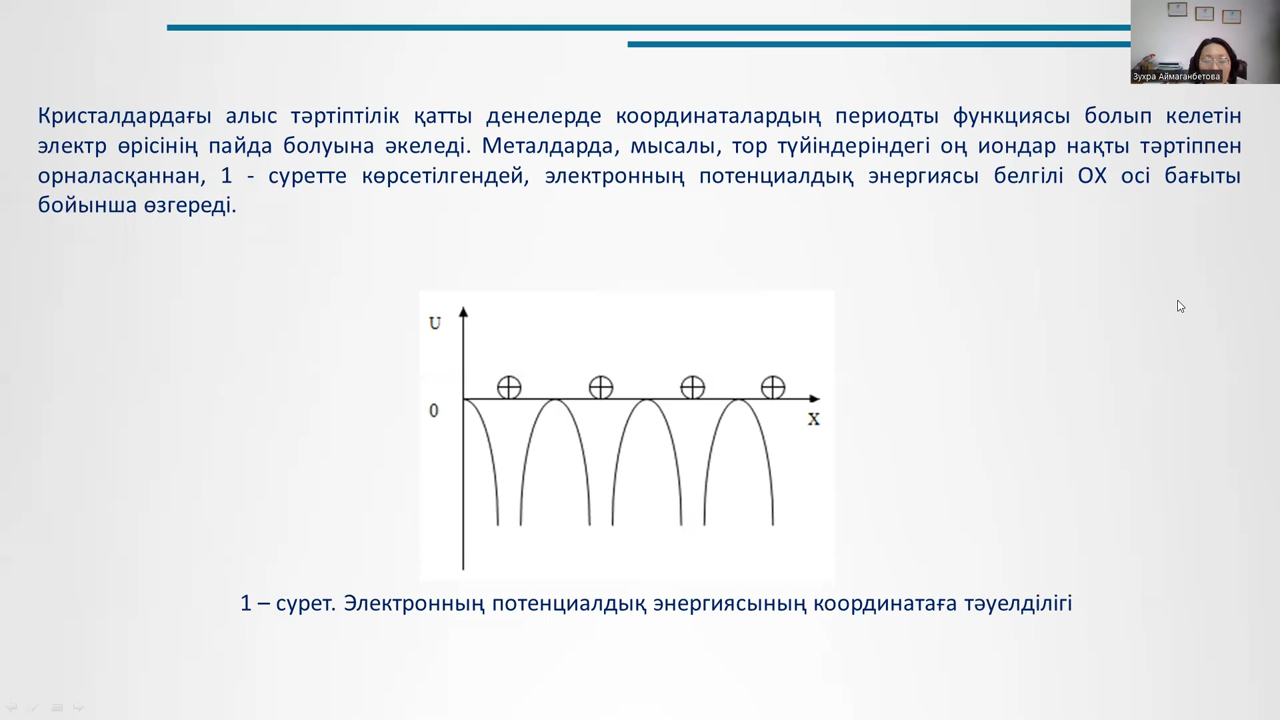 Зухра Аймаганбетова
Кристалдардағы алыс тәртіптілік қатты денелерде координаталардың периодты функциясы болып келетін
электр өрісінің пайда болуына әкеледі. Металдарда, мысалы, тор түйіндеріндегі оң иондар нақты тәртіппен
орналасқаннан, 1 - суретте көрсетілгендей, электронның потенциалдық энергиясы белгілі ОХ осі бағыты
бойынша өзгереді.
U
0
X
1 – сурет. Электронның потенциалдық энергиясының координатаға тәуелділігі